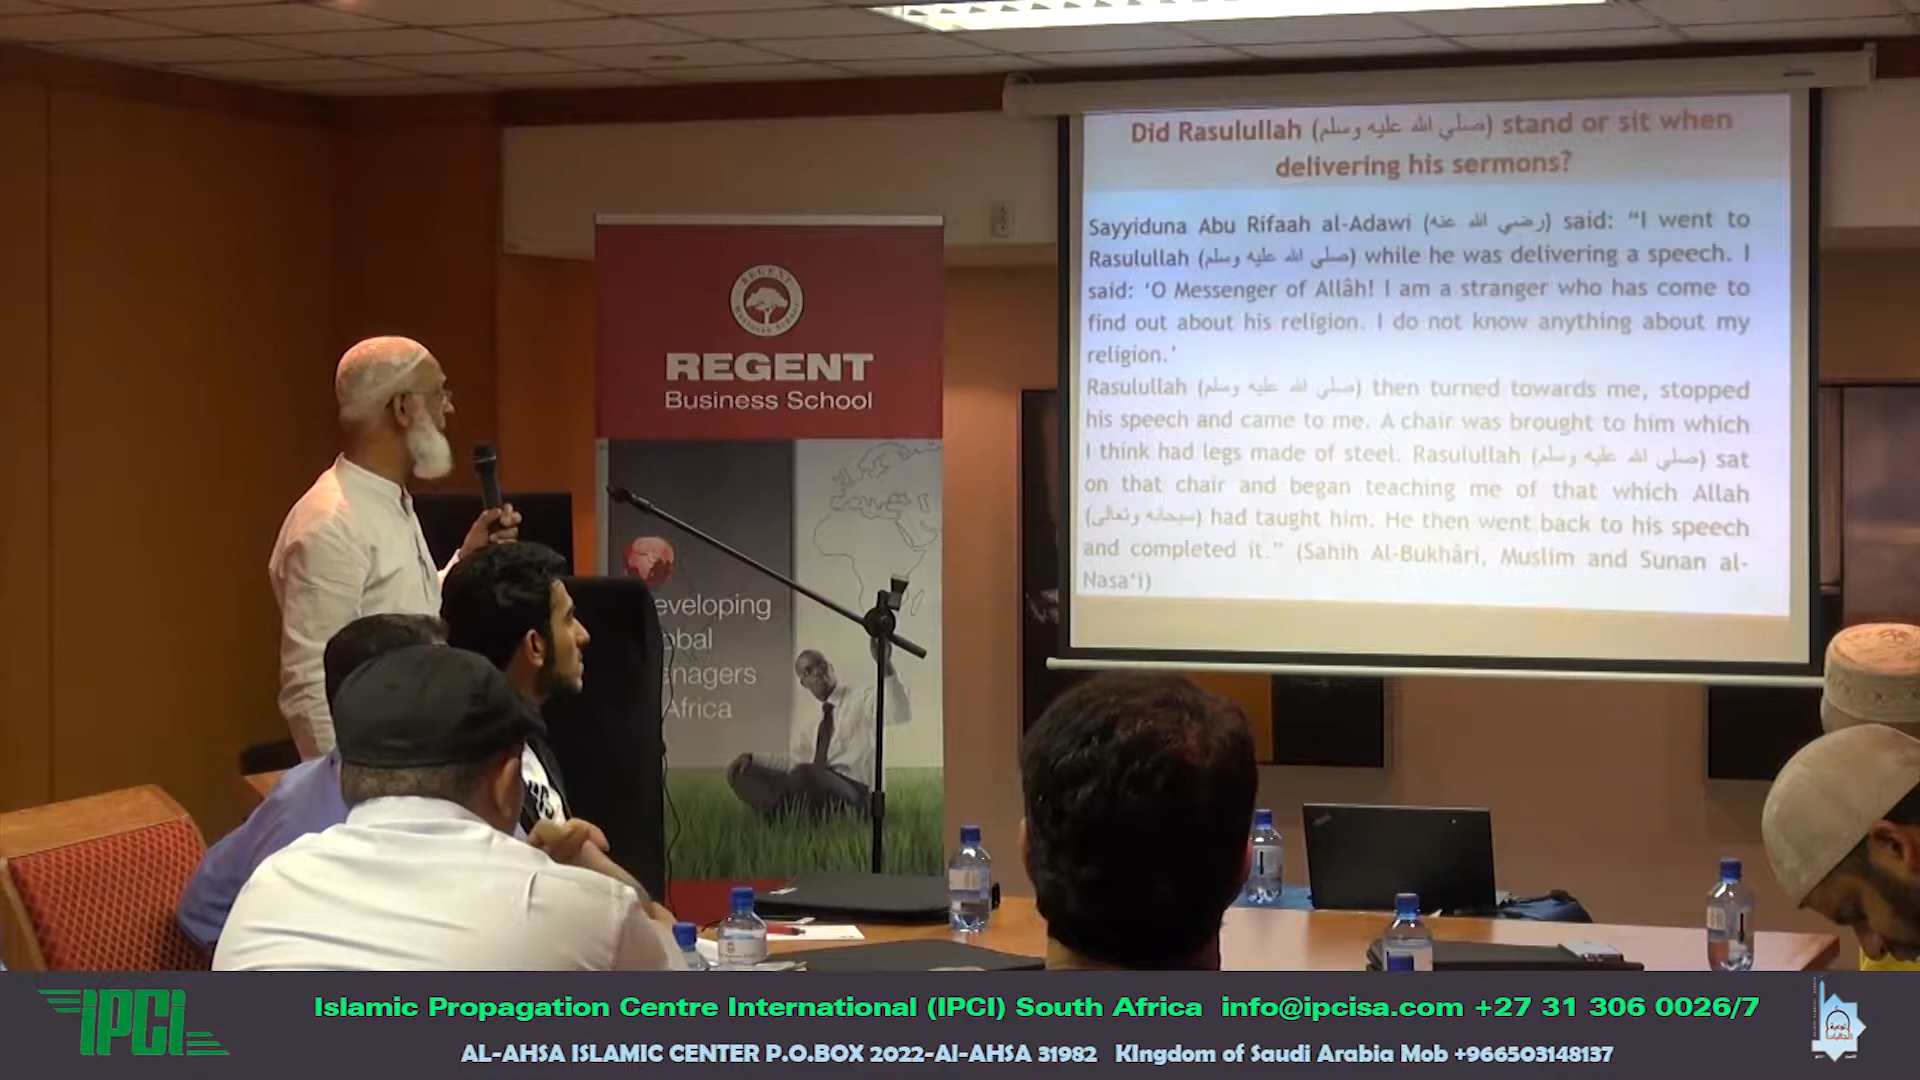 Did Rasulullah (صلي الله عليه وسلم) stand or sit when
delivering his sermons?
Sayyiduna Abu Rifaah al-Adawi (رضي الله عنه) said: “I went to
Rasulullah (صلي الله عليه وسلم) while he was delivering a speech. I
said: ‘O Messenger of Allâh! I am a stranger who has come to
find out about his religion. I do not know anything about my
religion.’
Rasulullah (صلي الله عليه وسلم) then turned towards me, stopped
his speech and came to me. A chair was brought to him which
I think had legs made of steel. Rasulullah (صلي الله عليه وسلم) sat
on that chair and began teaching me of that which Allah
(سبحانه وتعالى) had taught him. He then went back to his speech
and completed it.” (Sahih Al-Bukhâri, Muslim and Sunan al-
Nasa‘i)
REGENT
Business School
REGENT
Business School
eveloping
obal
anagers
Africa
IPCI
Islamic Propagation Centre International (IPCI) South Africa info@ipcisa.com +27 31 306 0026/7
AL-AHSA ISLAMIC CENTER P.O.BOX 2022-Al-AHSA 31982 KIngdom of Saudi Arabia Mob +966503148137